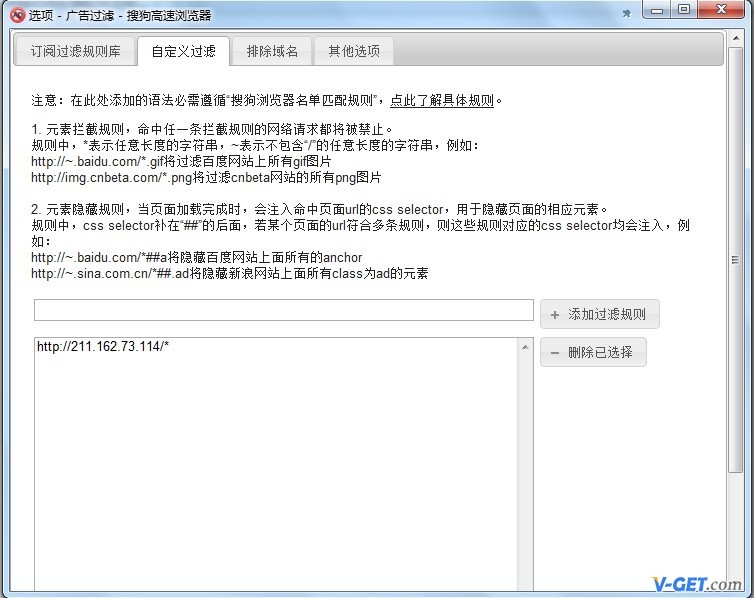 选项 - 广告过滤 - 搜狗高速浏览器
订阅过滤规则库 自定义过滤 排除域名 其他选项
注意：在此处添加的语法必需遵循“搜狗浏览器名单匹配规则”，点此了解具体规则。
1. 元素拦截规则，命中任一条拦截规则的网络请求都将被禁止。
规则中，*表示任意长度的字符串，~表示不包含“/”的任意长度的字符串，例如：
http://~.baidu.com/*.gif将过滤百度网站上所有gif图片
http://img.cnbeta.com/*.png将过滤cnbeta网站的所有png图片
2. 元素隐藏规则，当页面加载完成时，会注入命中页面url的css selector，用于隐藏页面的相应元素。
规则中，css selector补在“##”的后面，若某个页面的url符合多条规则，则这些规则对应的css selector均会注入，例
如：
http://~.baidu.com/*##a将隐藏百度网站上面所有的anchor
http://~.sina.com.cn/*##.ad将隐藏新浪网站上面所有class为ad的元素
+ 添加过滤规则
http://211.162.73.114/*
− 删除已选择
V-GET.com